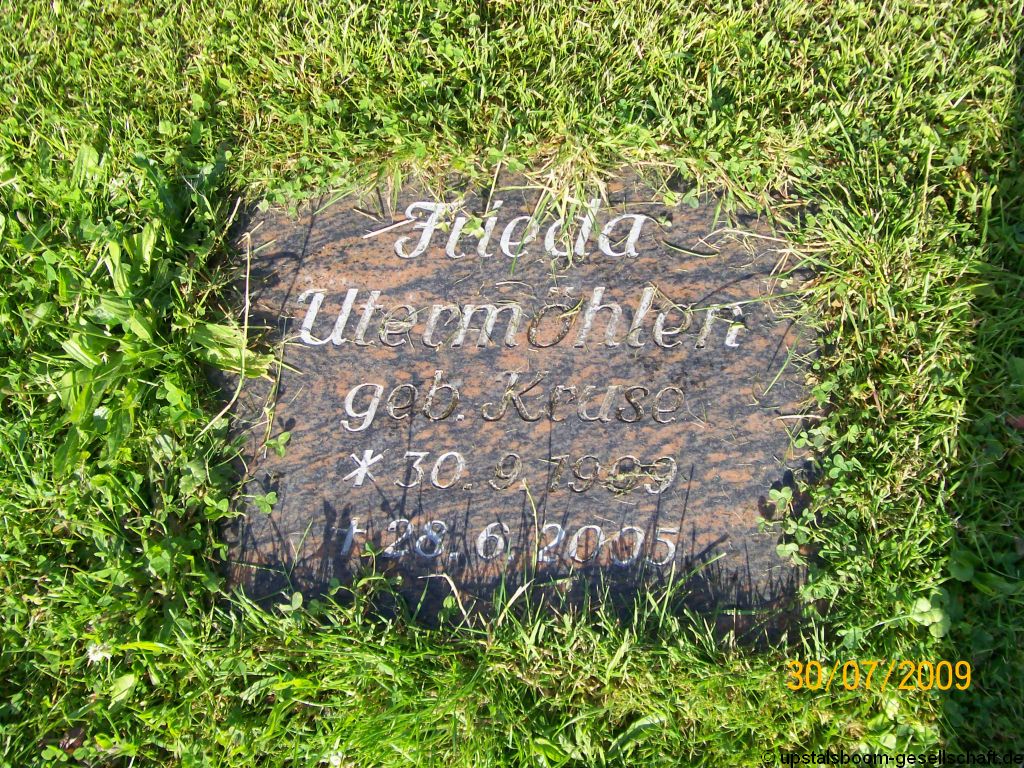 Frieda
Utermöhlen
geb. Kruse
* 30. 9. 1909
† 28. 6. 2005
30/07/2009
© upstalsboom-gesellschaft.de